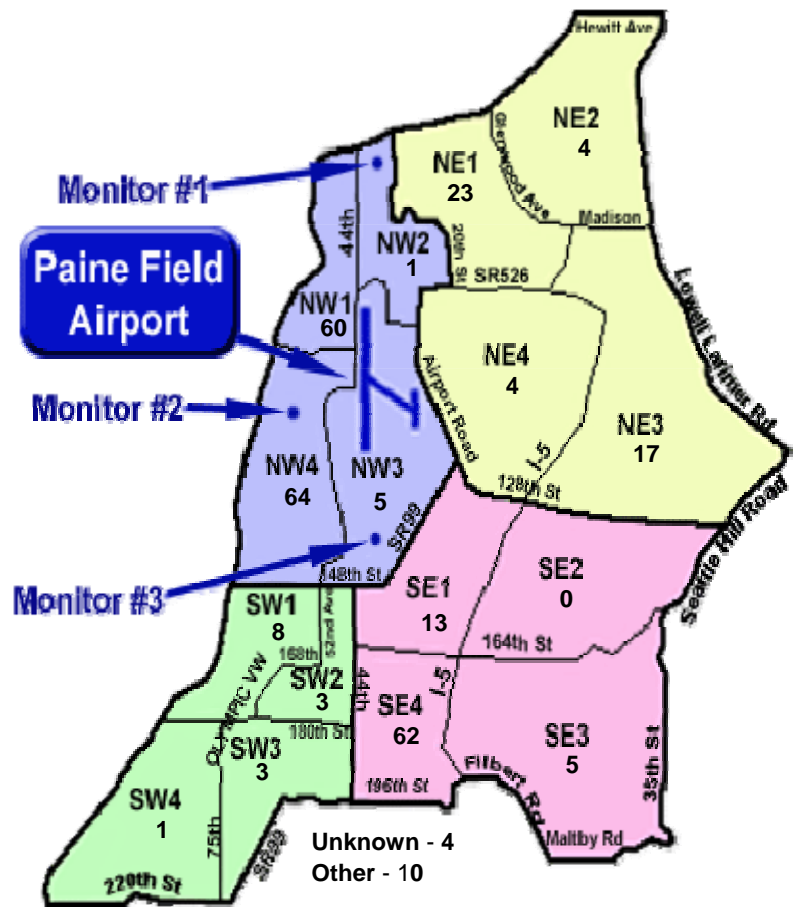 Hewitt Ave
NE2
4
Glenwood Ave
NE1
23
Madison
Monitor #1
44th
20th St
NW2
1
SR526
Paine Field
Airport
NW1
60
Lowell Larimer Rd
NE4
4
Airport Road
Monitor #2
NE3
17
I-5
NW4
64
NW3
5
128th St
SR99
Seattle Hill Road
148th St
Monitor #3
SE2
0
SE1
13
SW1
8
52nd Ave
168th
164th St
OLYMPIC VW
SW2
3
44th
I-5
SE4
62
180th St
SW3
3
SE3
5
35th St
196th St
Filbert Rd
SW4
1
75th
SR99
Maltby Rd
Unknown - 4
Other - 10
220th St